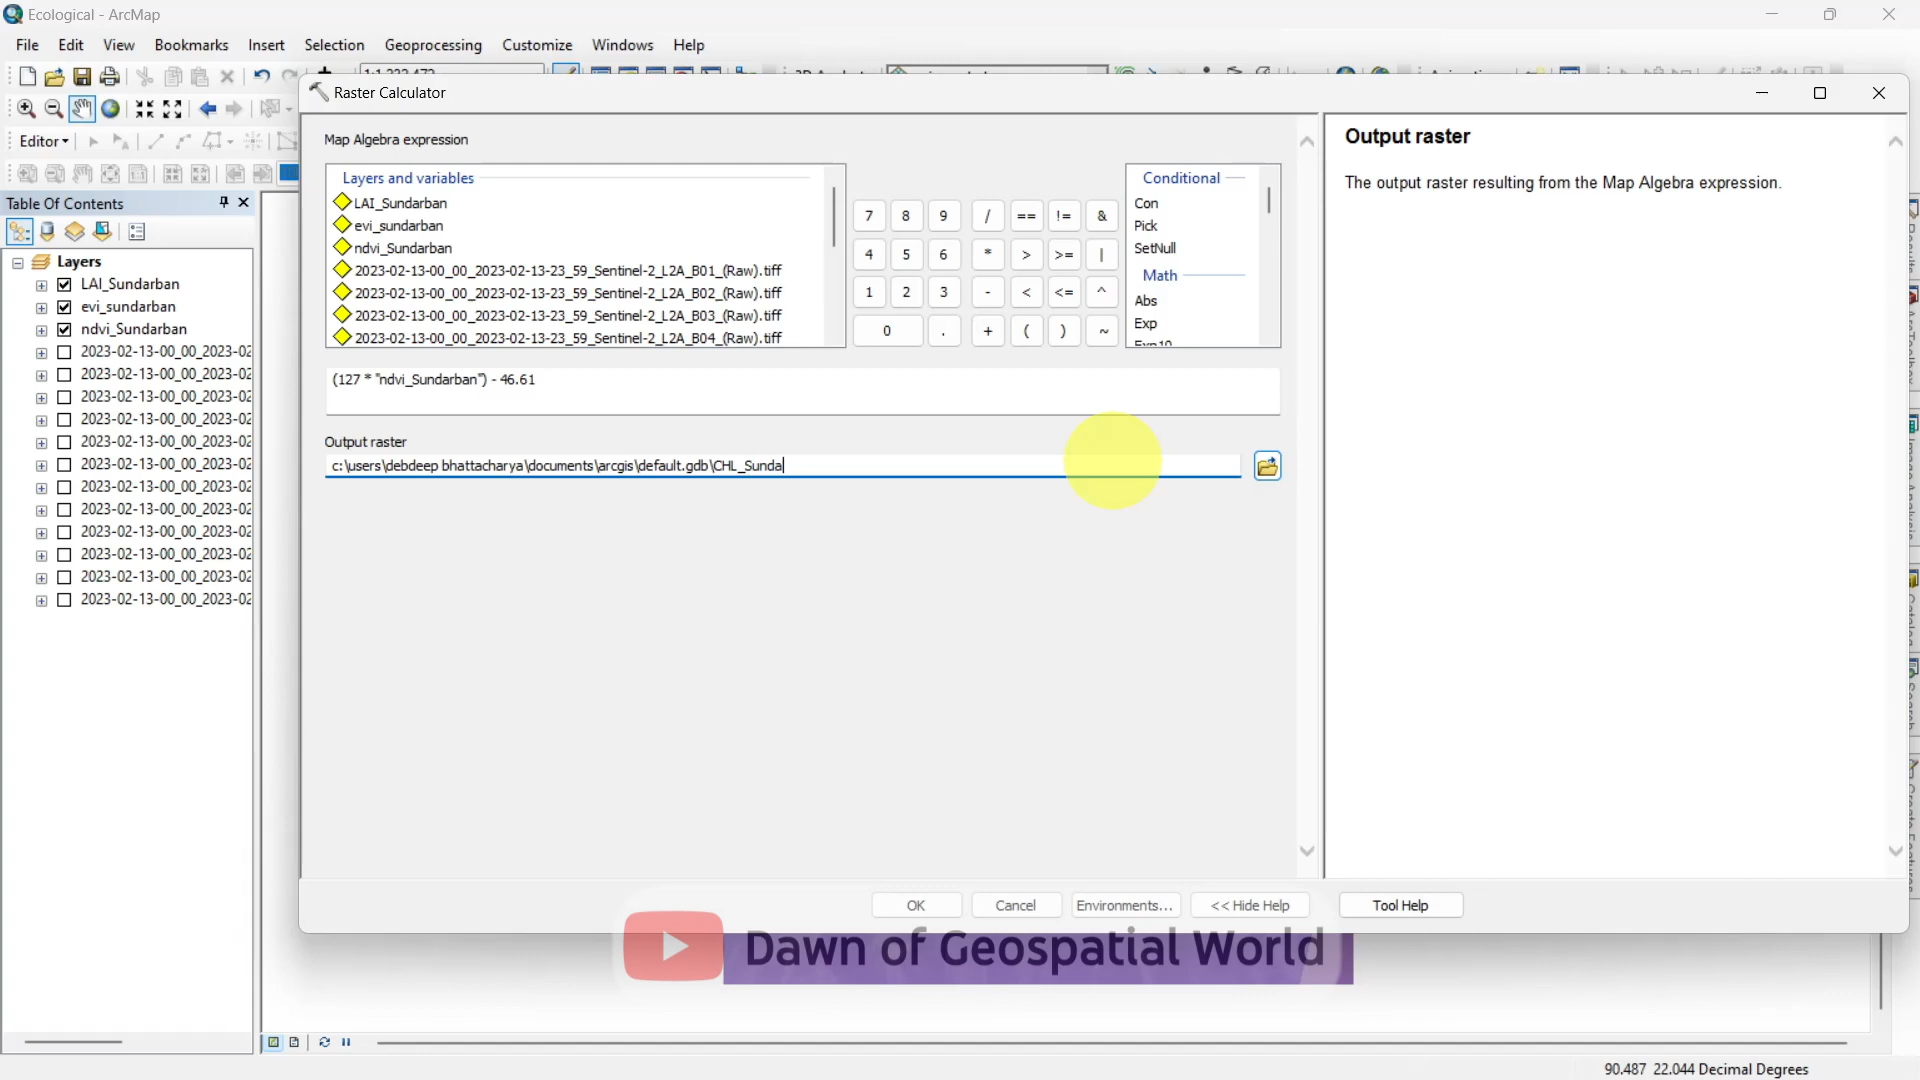 Ecological - ArcMap
File Edit View Bookmarks Insert Selection Geoprocessing Customize Windows Help
Raster Calculator
Editor
Table Of Contents
Layers
LAI_Sundarban
evi_sundarban
ndvi_Sundarban
2023-02-13-00_00_2023-02
2023-02-13-00_00_2023-02
2023-02-13-00_00_2023-02
2023-02-13-00_00_2023-02
2023-02-13-00_00_2023-02
2023-02-13-00_00_2023-02
2023-02-13-00_00_2023-02
2023-02-13-00_00_2023-02
2023-02-13-00_00_2023-02
2023-02-13-00_00_2023-02
2023-02-13-00_00_2023-02
2023-02-13-00_00_2023-02
Map Algebra expression
Layers and variables
LAI_Sundarban
evi_sundarban
ndvi_Sundarban
2023-02-13-00_00_2023-02-13-23_59_Sentinel-2_L2A_B01_(Raw).tiff
2023-02-13-00_00_2023-02-13-23_59_Sentinel-2_L2A_B02_(Raw).tiff
2023-02-13-00_00_2023-02-13-23_59_Sentinel-2_L2A_B03_(Raw).tiff
2023-02-13-00_00_2023-02-13-23_59_Sentinel-2_L2A_B04_(Raw).tiff
7 8 9 / == != &
4 5 6 * > >= |
1 2 3 - < <= ^
0 . + ( ) ~
Conditional
Con
Pick
SetNull
Math
Abs
Exp
Exp10
(127 * "ndvi_Sundarban") - 46.61
Output raster
c:\users\debdeep bhattacharya\documents\arcgis\default.gdb\CHL_Sunda
Output raster
The output raster resulting from the Map Algebra expression.
OK Cancel Environments... << Hide Help Tool Help
Dawn of Geospatial World
90.487 22.044 Decimal Degrees